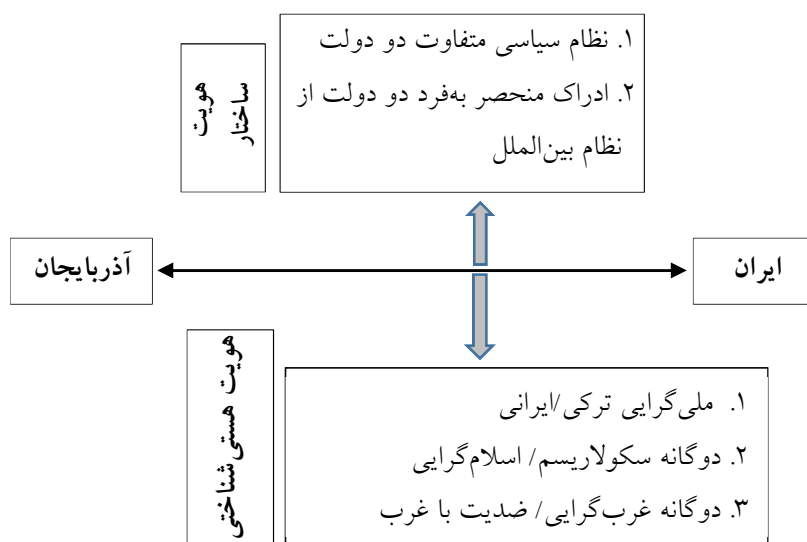 ۱. نظام سیاسی متفاوت دو دولت
۲. ادراک منحصر به‌فرد دو دولت از
نظام بین‌الملل
هویت
ساختار
ایران
آذربایجان
۱. ملی‌گرایی ترکی/ایرانی
۲. دوگانه سکولاریسم/ اسلام‌گرایی
۳. دوگانه غرب‌گرایی/ ضدیت با غرب
هویت هستی شناختی